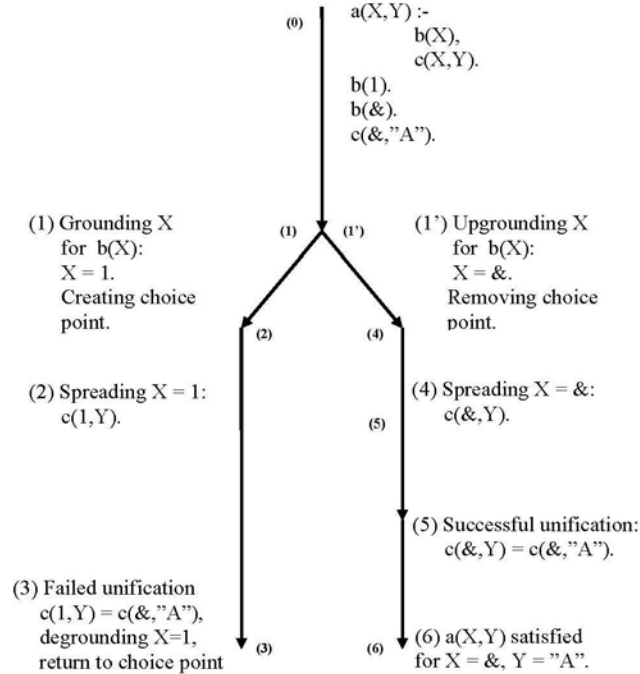 (0)
a(X,Y) :-
b(X),
c(X,Y).
b(1).
b(&).
c(&,”A”).
(1) Grounding X
for b(X):
X = 1.
Creating choice
point.
(1)
(1’)
(1’) Upgrounding X
for b(X):
X = &.
Removing choice
point.
(2)
(4)
(2) Spreading X = 1:
c(1,Y).
(4) Spreading X = &:
c(&,Y).
(5)
(5) Successful unification:
c(&,Y) = c(&,”A”).
(3) Failed unification
c(1,Y) = c(&,”A”),
degrounding X=1,
return to choice point
(3)
(6)
(6) a(X,Y) satisfied
for X = &, Y = ”A”.